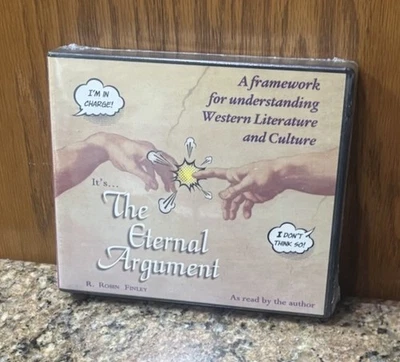 A framework
for understanding
Western Literature
and Culture
I'M IN
CHARGE!
It's...
The
Eternal
Argument
I DON'T
THINK SO!
R. Robin Finley
As read by the author